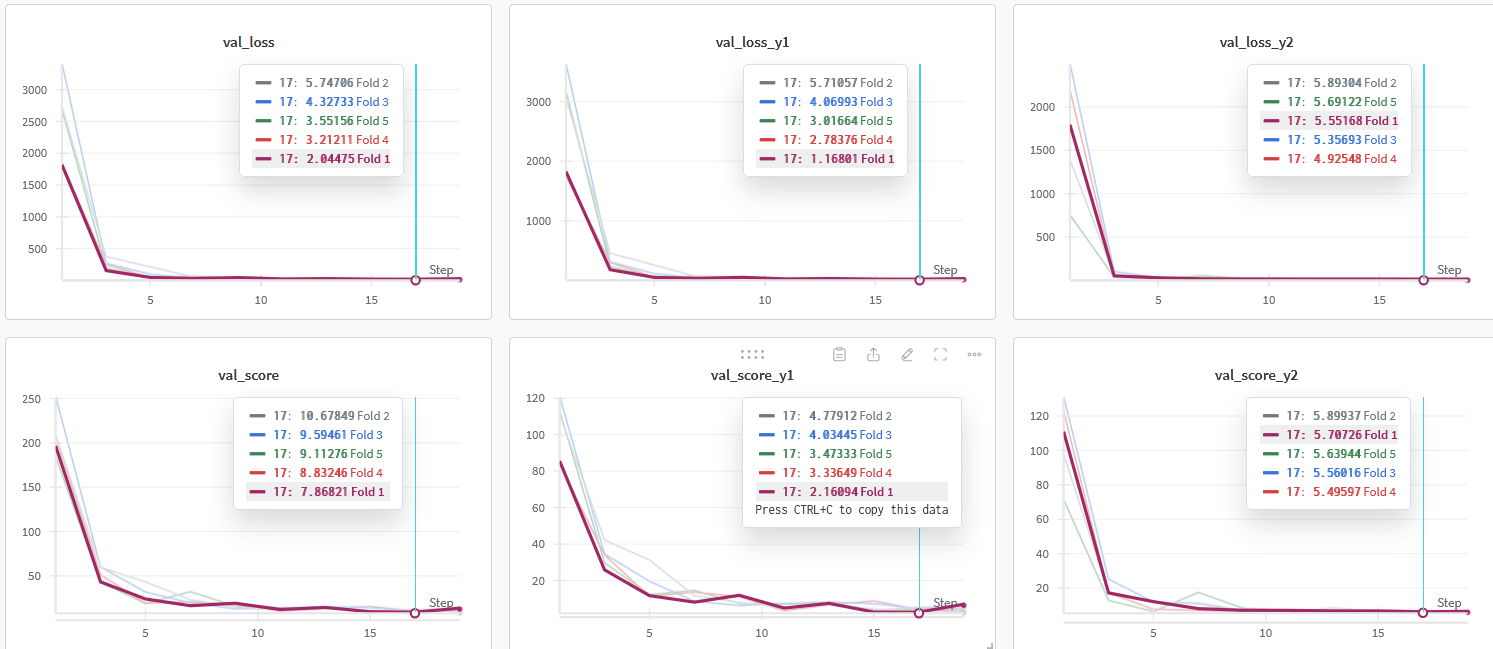 val_loss
17: 5.74706 Fold 2
17: 4.32733 Fold 3
17: 3.55156 Fold 5
17: 3.21211 Fold 4
17: 2.04475 Fold 1
3000
2500
2000
1500
1000
500
Step
5 10 15
val_loss_y1
17: 5.71057 Fold 2
17: 4.06993 Fold 3
17: 3.01664 Fold 5
17: 2.78376 Fold 4
17: 1.16801 Fold 1
3000
2000
1000
Step
5 10 15
val_loss_y2
17: 5.89304 Fold 2
17: 5.69122 Fold 5
17: 5.55168 Fold 1
17: 5.35693 Fold 3
17: 4.92548 Fold 4
2000
1500
1000
500
Step
5 10 15
val_score
17: 10.67849 Fold 2
17: 9.59461 Fold 3
17: 9.11276 Fold 5
17: 8.83246 Fold 4
17: 7.86821 Fold 1
250
200
150
100
50
Step
5 10 15
val_score_y1
17: 4.77912 Fold 2
17: 4.03445 Fold 3
17: 3.47333 Fold 5
17: 3.33649 Fold 4
17: 2.16094 Fold 1
Press CTRL+C to copy this data
120
100
80
60
40
20
Step
5 10 15
val_score_y2
17: 5.89937 Fold 2
17: 5.70726 Fold 1
17: 5.63944 Fold 5
17: 5.56016 Fold 3
17: 5.49597 Fold 4
120
100
80
60
40
20
Step
5 10 15